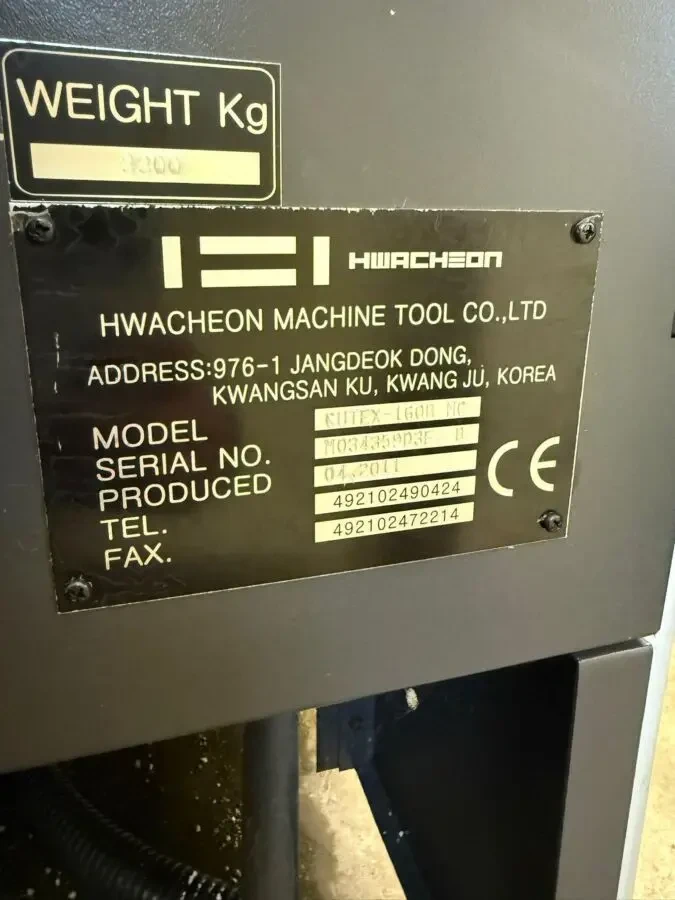 WEIGHT Kg
HWACHEON
HWACHEON MACHINE TOOL CO.,LTD
ADDRESS:976-1 JANGDEOK DONG,
KWANGSAN KU, KWANG JU, KOREA
MODEL
SERIAL NO.
PRODUCED 04.2011
TEL. 492102490424
FAX. 492102472214
CE